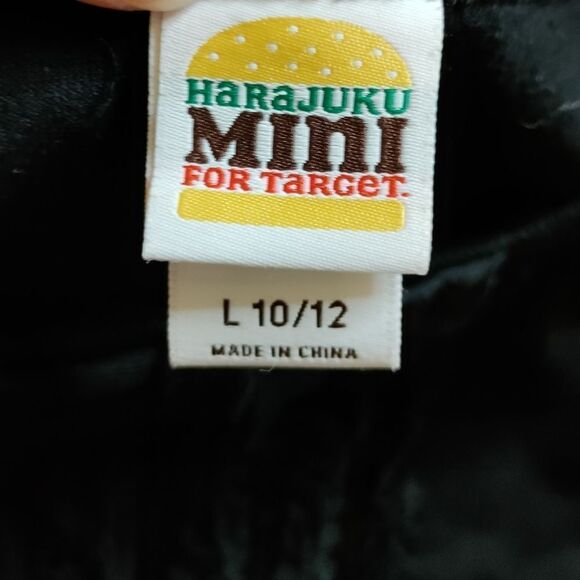 HaRaJUKU
MINI
FOR TaRGeT.
L 10/12
MADE IN CHINA